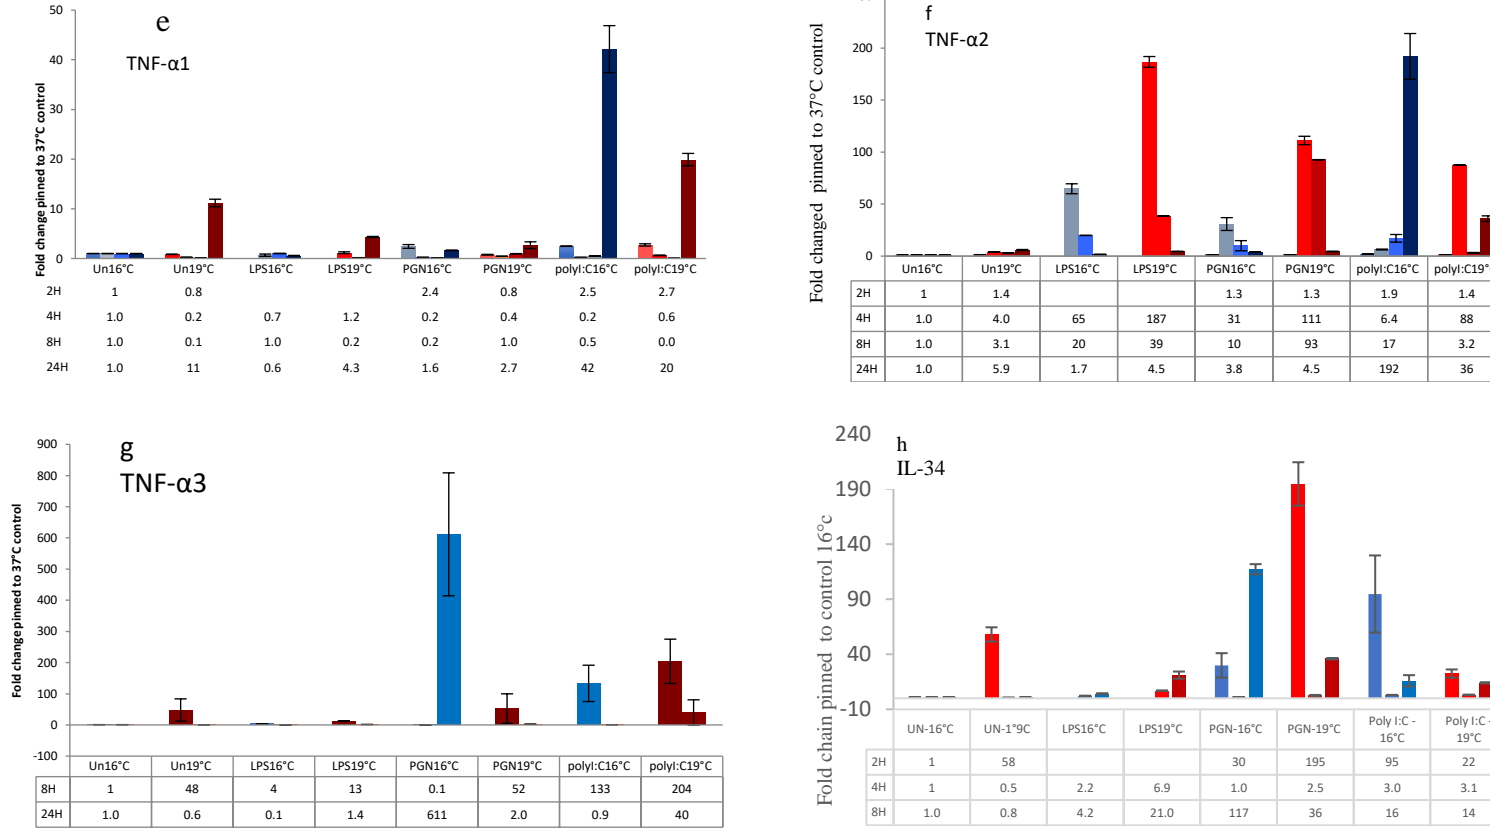 e
TNF-α1
Fold change pinned to 37°C control
50
40
30
20
10
0
Un16°C Un19°C LPS16°C LPS19°C PGN16°C PGN19°C polyI:C16°C polyI:C19°C
2H 1 0.8 2.4 0.8 2.5 2.7
4H 1.0 0.2 0.7 1.2 0.2 0.4 0.2 0.6
8H 1.0 0.1 1.0 0.2 0.2 1.0 0.5 0.0
24H 1.0 11 0.6 4.3 1.6 2.7 42 20
f
TNF-α2
Fold changed pinned to 37°C control
200
150
100
50
0
Un16°C Un19°C LPS16°C LPS19°C PGN16°C PGN19°C polyI:C16°C polyI:C19°C
2H 1 1.4 1.3 1.3 1.9 1.4
4H 1.0 4.0 65 187 31 111 6.4 88
8H 1.0 3.1 20 39 10 93 17 3.2
24H 1.0 5.9 1.7 4.5 3.8 4.5 192 36
g
TNF-α3
Fold change pinned to 37°C control
900
800
700
600
500
400
300
200
100
0
-100
Un16°C Un19°C LPS16°C LPS19°C PGN16°C PGN19°C polyI:C16°C polyI:C19°C
8H 1 48 4 13 0.1 52 133 204
24H 1.0 0.6 0.1 1.4 611 2.0 0.9 40
h
IL-34
Fold chain pinned to control 16°c
240
190
140
90
40
-10
UN-16°C UN-1°9C LPS16°C LPS19°C PGN-16°C PGN-19°C Poly I:C - Poly I:C -
16°C 19°C
2H 1 58 30 195 95 22
4H 1 0.5 2.2 6.9 1.0 2.5 3.0 3.1
8H 1.0 0.8 4.2 21.0 117 36 16 14